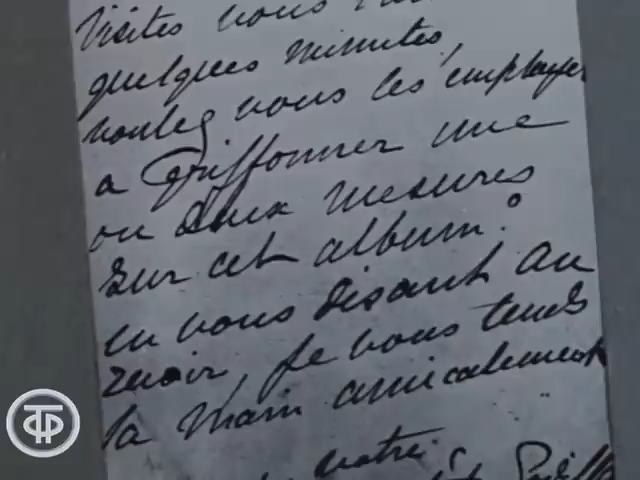 Visites vous
quelques minutes,
voulez vous les employer
a Griffonner une
ou deux mesures
sur cet album?
en vous disant au
revoir, je vous tends
la main amicalement
votre